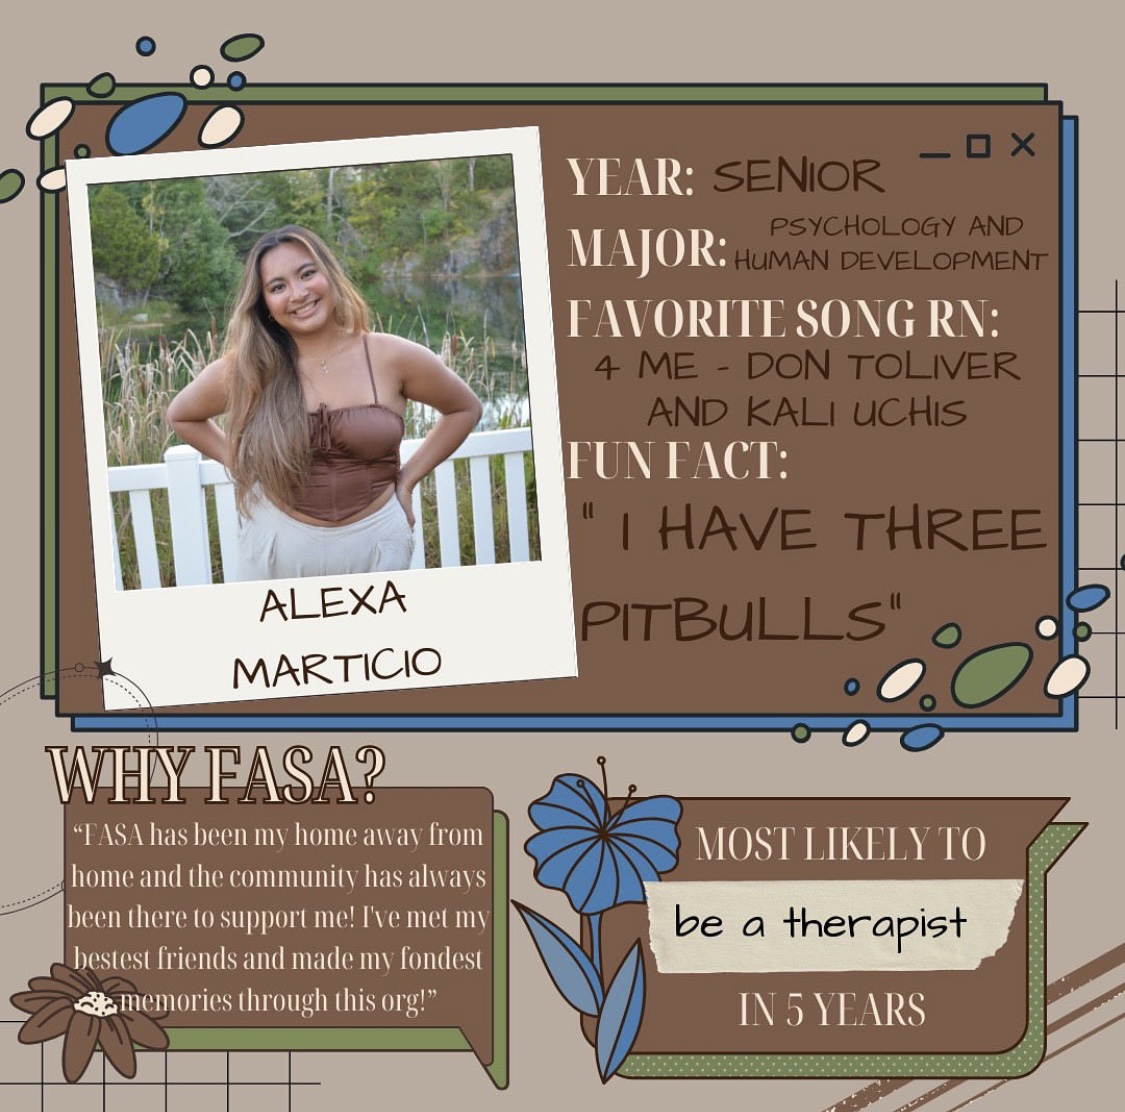 YEAR: SENIOR
MAJOR: PSYCHOLOGY AND
HUMAN DEVELOPMENT
FAVORITE SONG RN:
4 ME - DON TOLIVER
AND KALI UCHIS
FUN FACT:
" I HAVE THREE
PITBULLS"
ALEXA
MARTICIO
WHY FASA?
“FASA has been my home away from
home and the community has always
been there to support me! I've met my
bestest friends and made my fondest
memories through this org!”
MOST LIKELY TO
be a therapist
IN 5 YEARS